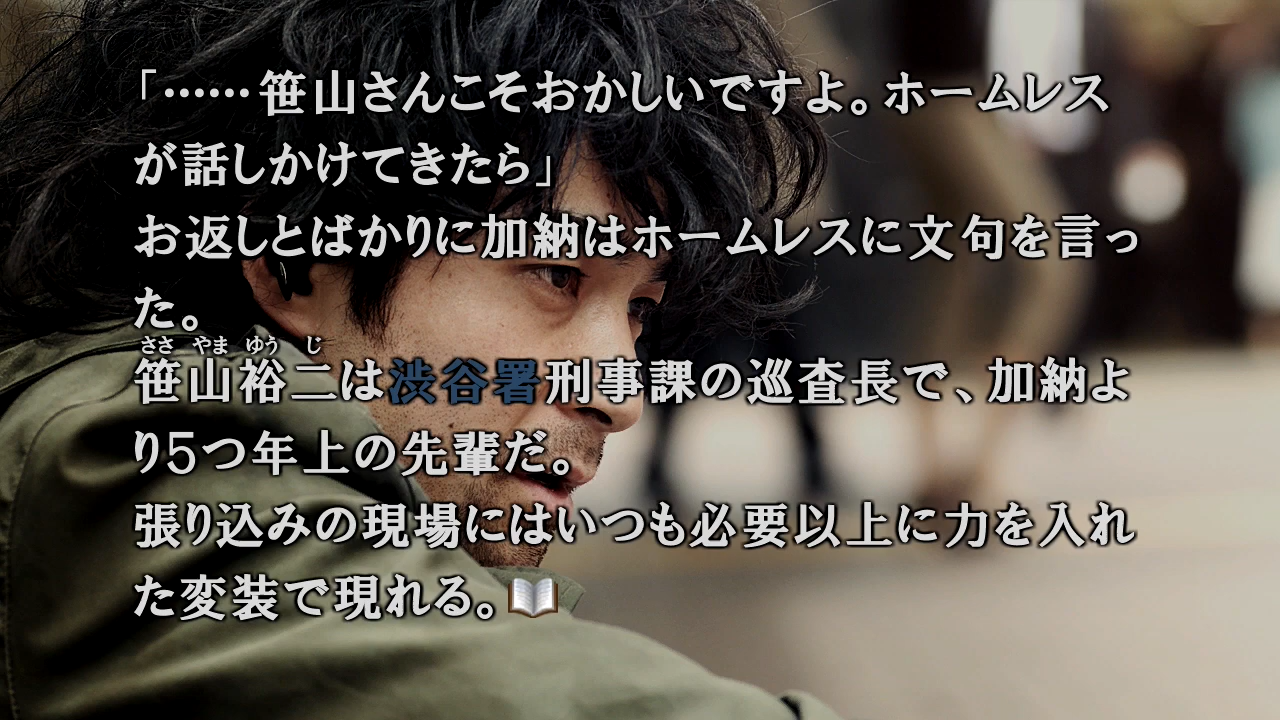 「……笹山さんこそおかしいですよ。ホームレス
が話しかけてきたら」
お返しとばかりに加納はホームレスに文句を言っ
た。
ささ やま ゆう じ
笹山裕二は渋谷署刑事課の巡査長で、加納よ
り5つ年上の先輩だ。
張り込みの現場にはいつも必要以上に力を入れ
た変装で現れる。